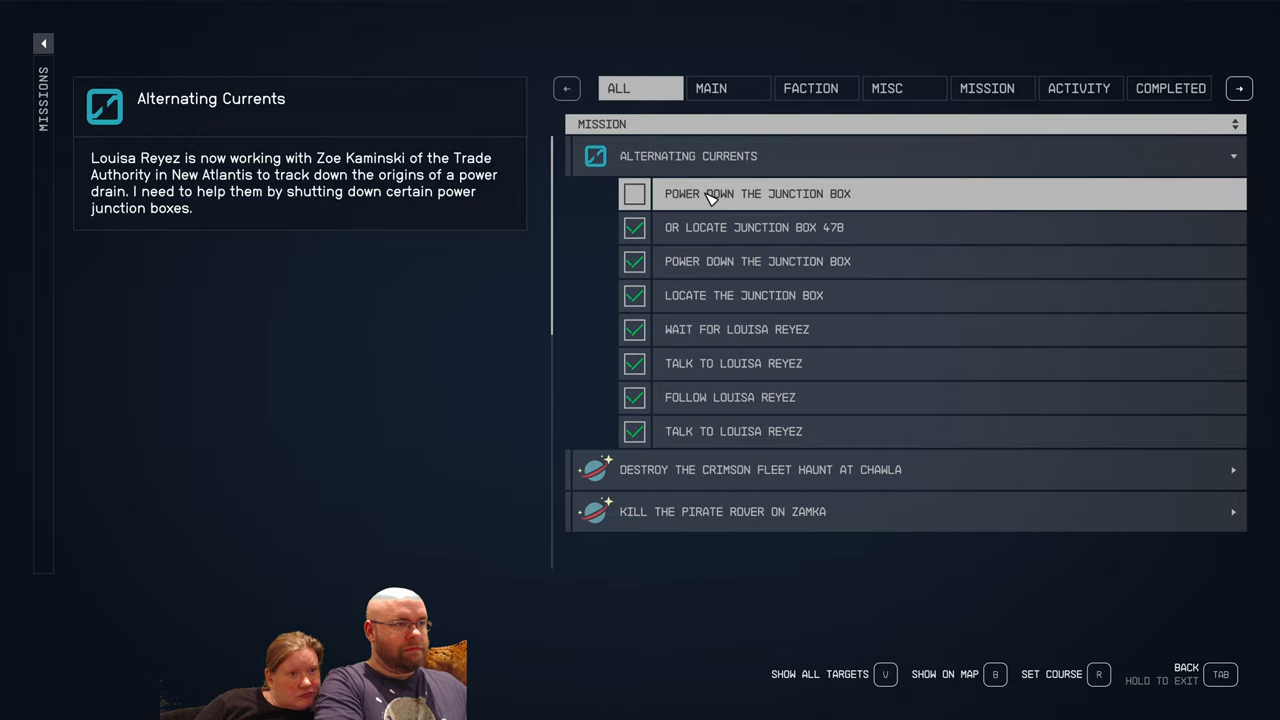 MISSIONS
Alternating Currents
Louisa Reyez is now working with Zoe Kaminski of the Trade
Authority in New Atlantis to track down the origins of a power
drain. I need to help them by shutting down certain power
junction boxes.
ALL MAIN FACTION MISC MISSION ACTIVITY COMPLETED
MISSION
ALTERNATING CURRENTS
POWER DOWN THE JUNCTION BOX
OR LOCATE JUNCTION BOX 47B
POWER DOWN THE JUNCTION BOX
LOCATE THE JUNCTION BOX
WAIT FOR LOUISA REYEZ
TALK TO LOUISA REYEZ
FOLLOW LOUISA REYEZ
TALK TO LOUISA REYEZ
DESTROY THE CRIMSON FLEET HAUNT AT CHAWLA
KILL THE PIRATE ROVER ON ZAMKA
SHOW ALL TARGETS V SHOW ON MAP B SET COURSE R BACK TAB
HOLD TO EXIT